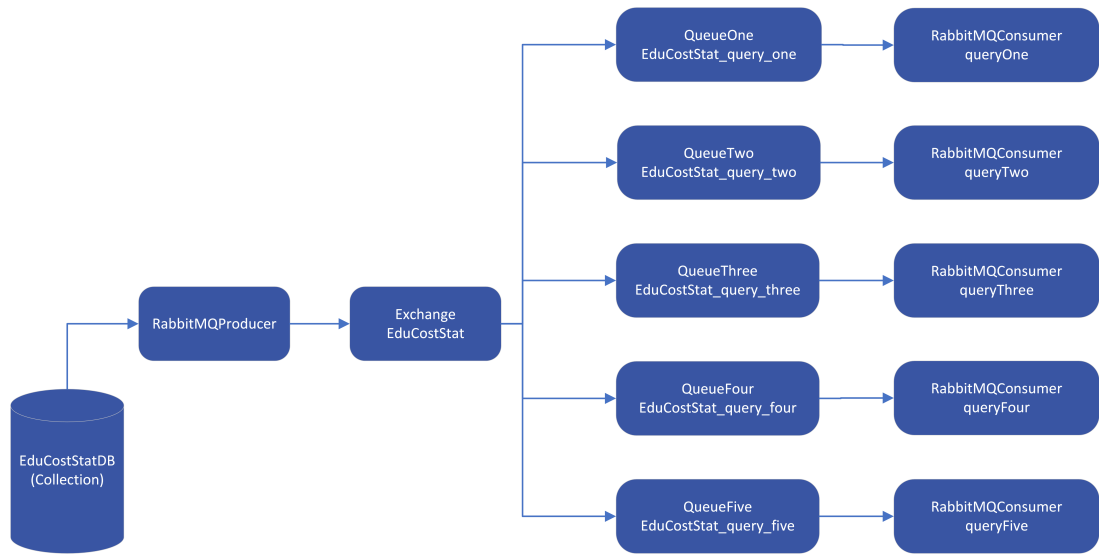 QueueOne
EduCostStat_query_one
RabbitMQConsumer
queryOne
QueueTwo
EduCostStat_query_two
RabbitMQConsumer
queryTwo
QueueThree
EduCostStat_query_three
RabbitMQConsumer
queryThree
RabbitMQProducer
Exchange
EduCostStat
QueueFour
EduCostStat_query_four
RabbitMQConsumer
queryFour
EduCostStatDB
(Collection)
QueueFive
EduCostStat_query_five
RabbitMQConsumer
queryFive